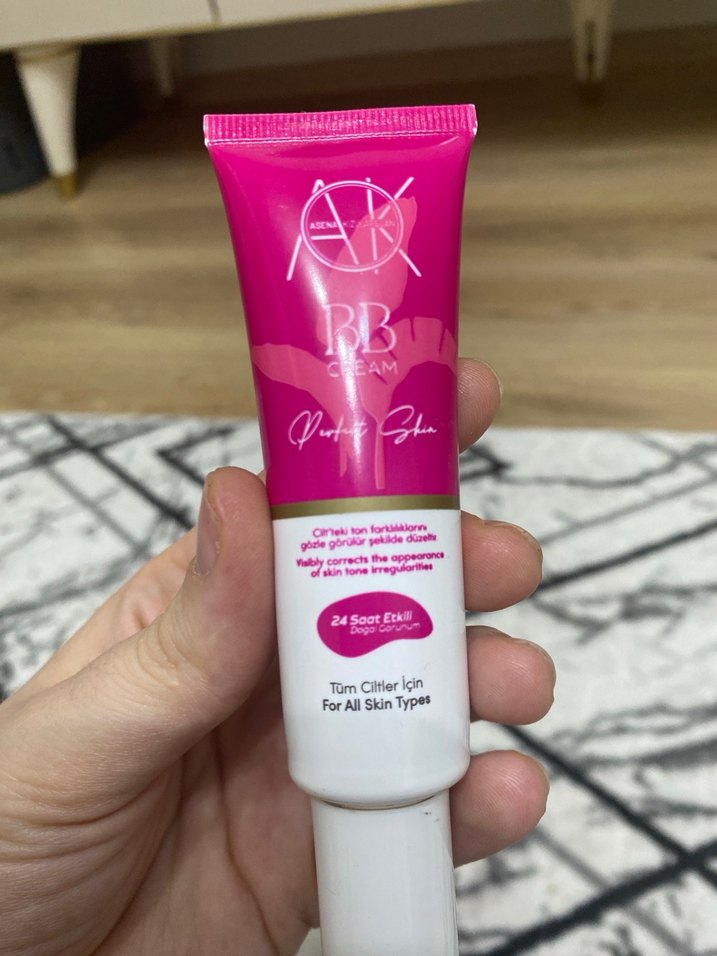 AK
ASENA
BB
CREAM
Perfect Skin
Cilt'teki ton farklılıklarını
gözle görülür şekilde düzeltir.
Visibly corrects the appearance
of skin tone irregularities
24 Saat Etkili
Doğal Görünüm
Tüm Ciltler İçin
For All Skin Types